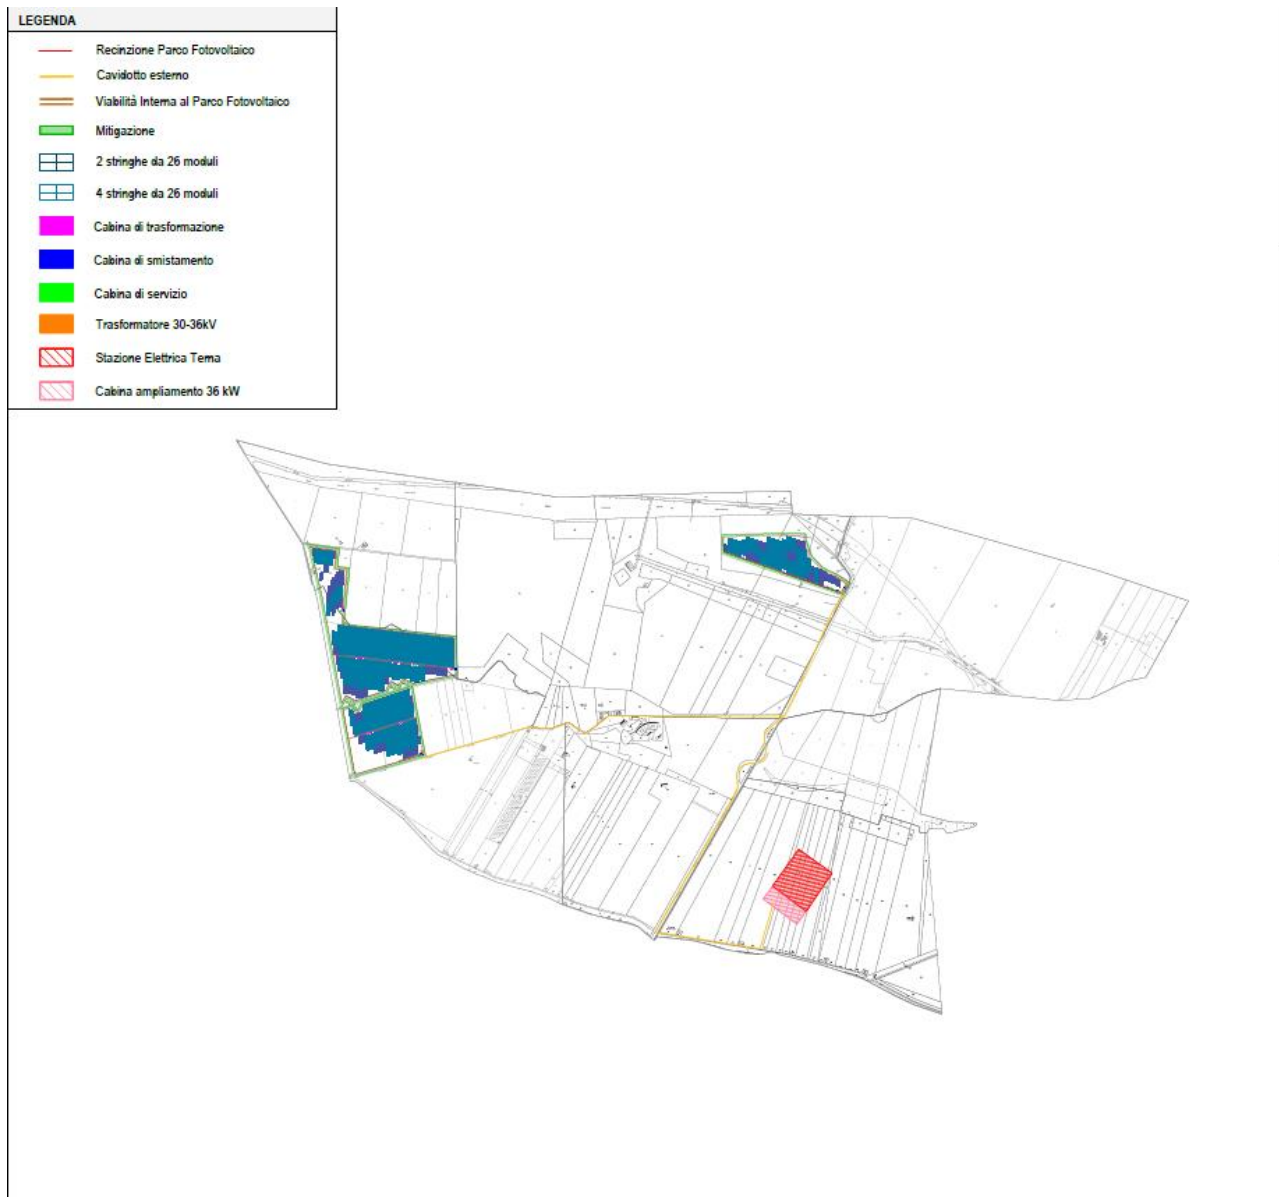 LEGENDA
Recinzione Parco Fotovoltaico
Cavidotto esterno
Viabilità Interna al Parco Fotovoltaico
Mitigazione
2 stringhe da 26 moduli
4 stringhe da 26 moduli
Cabina di trasformazione
Cabina di smistamento
Cabina di servizio
Trasformatore 30-36kV
Stazione Elettrica Terna
Cabina ampliamento 36 kW